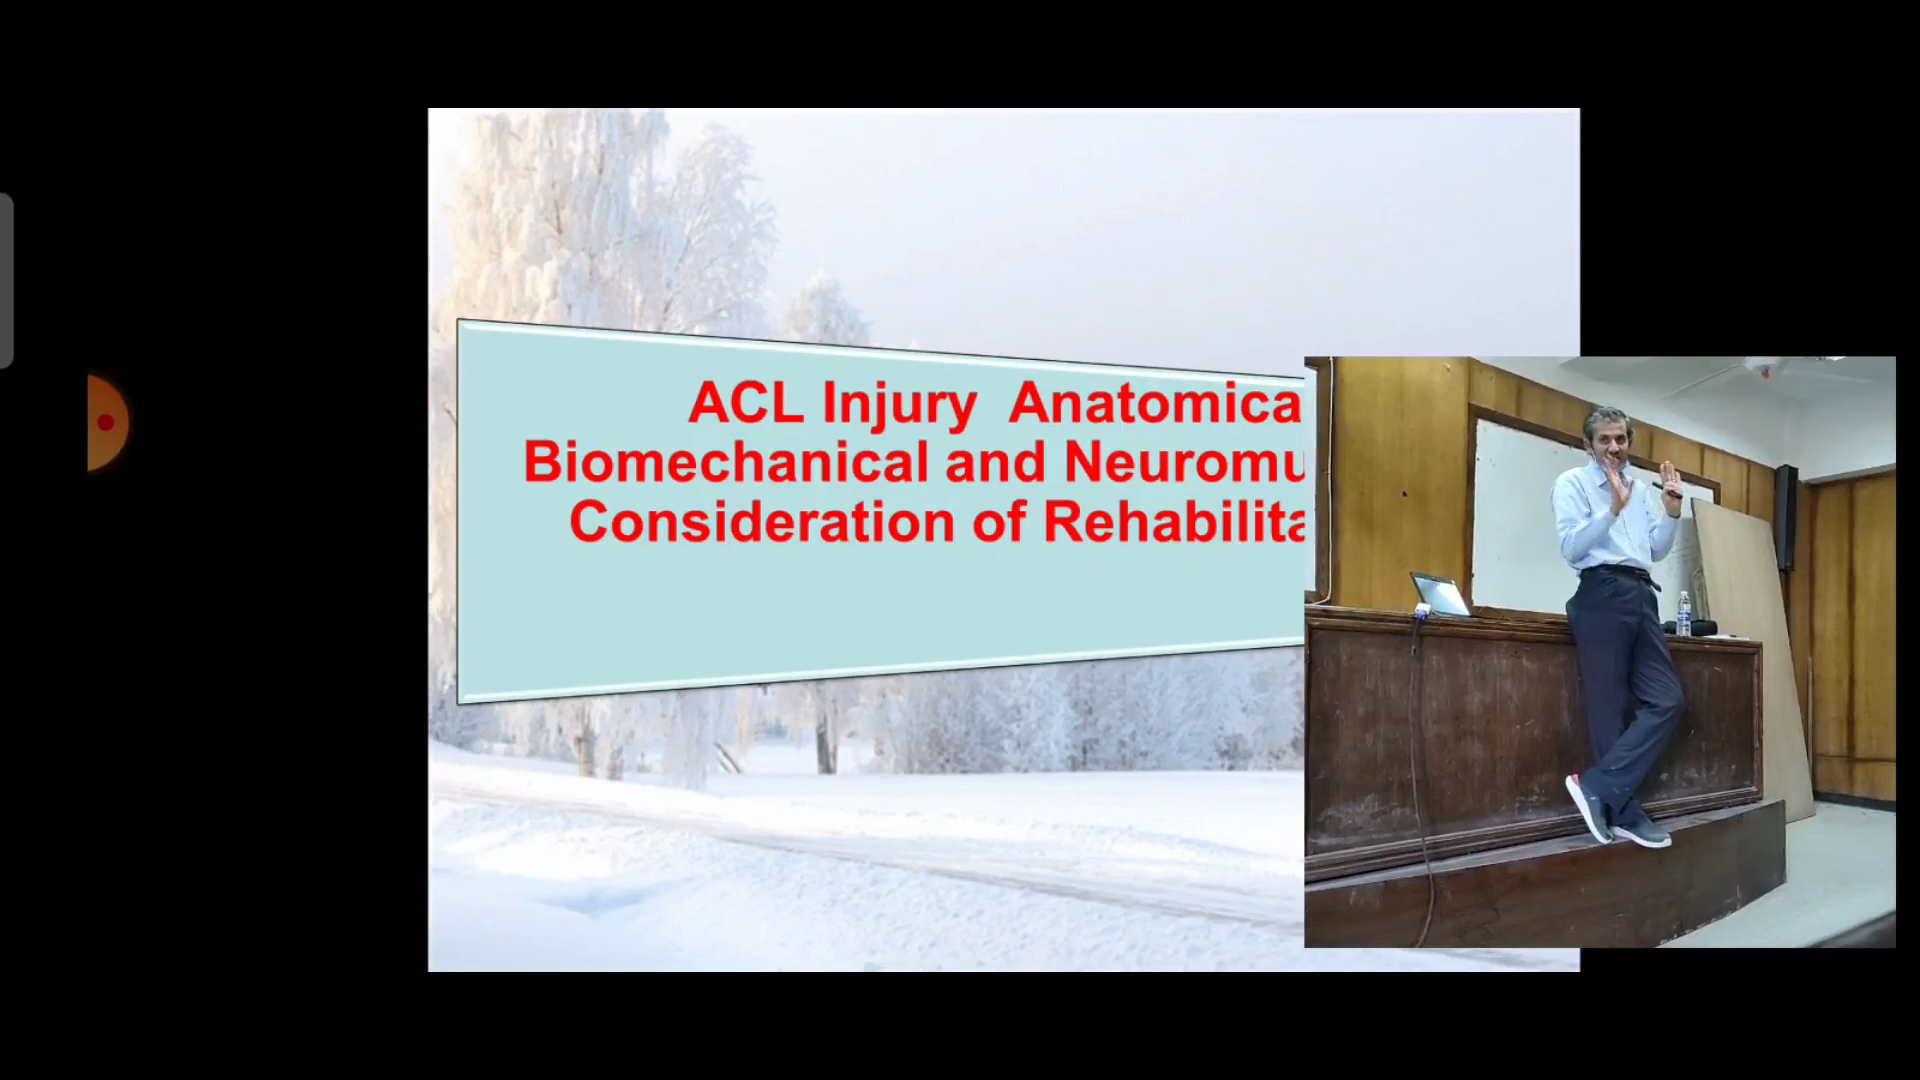 ACL Injury Anatomica
Biomechanical and Neuromu
Consideration of Rehabilita